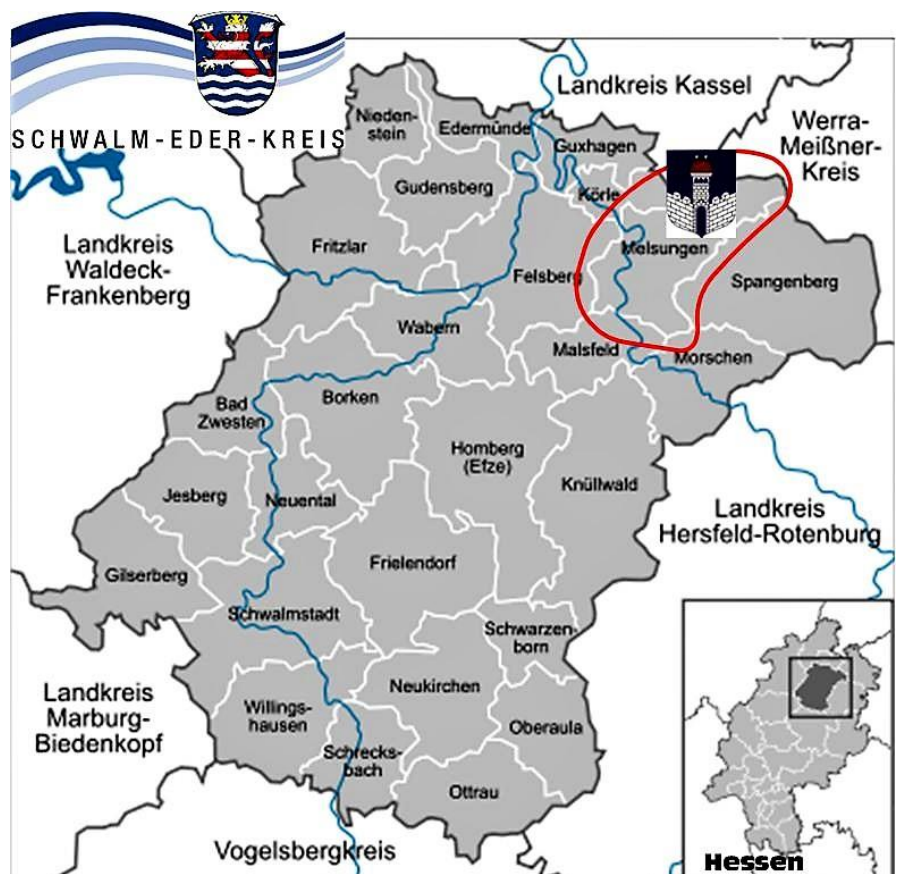 SCHWALM-EDER-KREIS
Landkreis Kassel
Werra-
Meißner-
Kreis
Nieden-
stein
Edermünde
Guxhagen
Gudensberg
Körle
Fritzlar
Melsungen
Landkreis
Waldeck-
Frankenberg
Felsberg
Spangenberg
Wabern
Malsfeld
Morschen
Bad
Zwesten
Borken
Homberg
(Efze)
Knüllwald
Jesberg
Neuental
Landkreis
Hersfeld-Rotenburg
Gilserberg
Frielendorf
Schwalmstadt
Schwarzen-
born
Landkreis
Marburg-
Biedenkopf
Neukirchen
Willings-
hausen
Oberaula
Schrecks-
bach
Ottrau
Vogelsbergkreis
Hessen